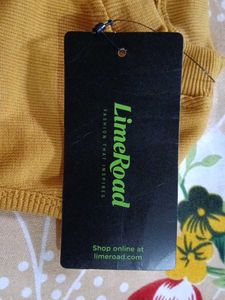 LimeRoad
FASHION THAT INSPIRES
Shop online at
limeroad.com